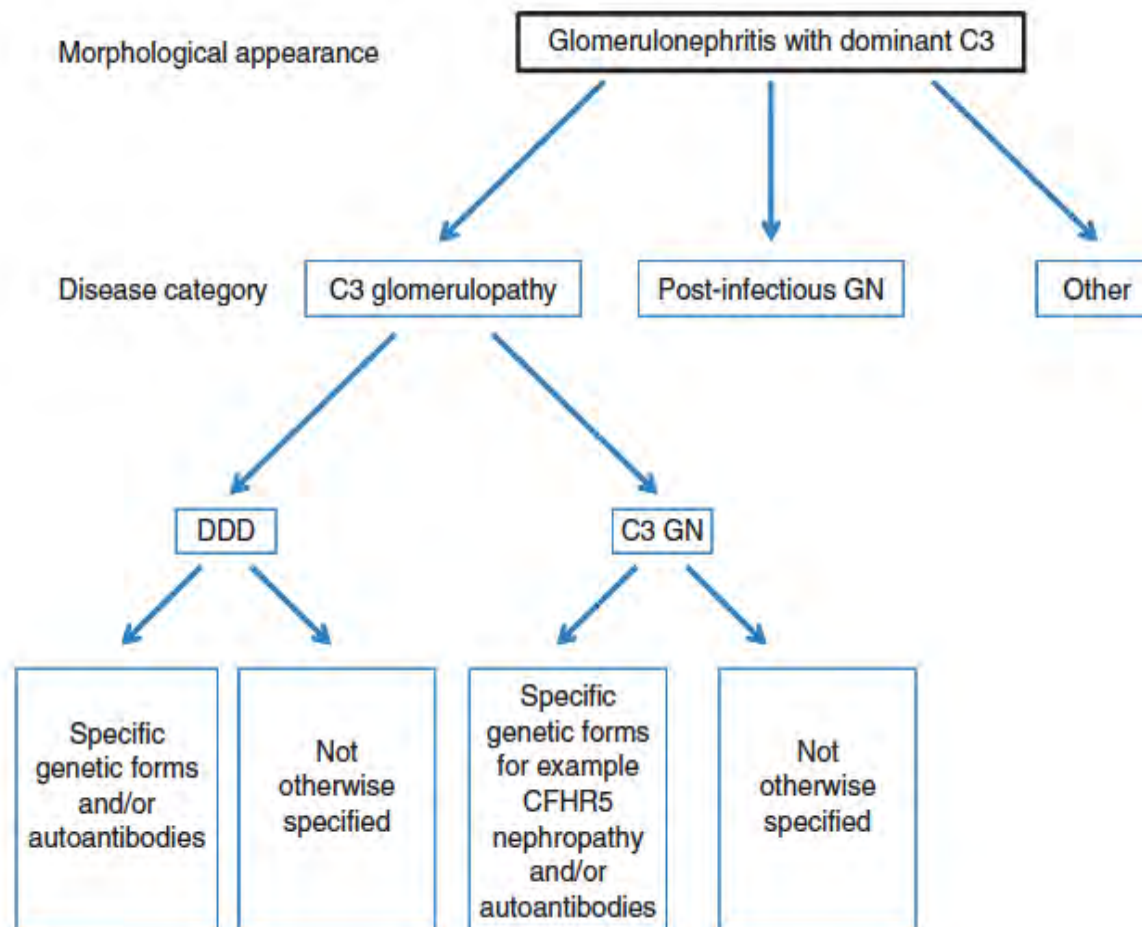 Morphological appearance
Glomerulonephritis with dominant C3
Disease category
C3 glomerulopathy
Post-infectious GN
Other
DDD
C3 GN
Specific
genetic forms
and/or
autoantibodies
Not
otherwise
specified
Specific
genetic forms
for example
CFHR5
nephropathy
and/or
autoantibodies
Not
otherwise
specified